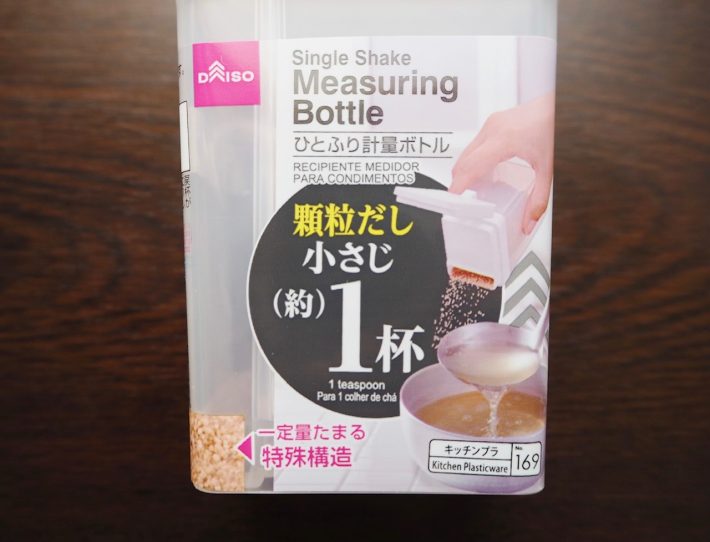 DAISO
Single Shake
Measuring
Bottle
ひとふり計量ボトル
RECIPIENTE MEDIDOR
PARA CONDIMENTOS
顆粒だし
小さじ
(約)1杯
1 teaspoon
Para 1 colher de chá
一定量たまる
特殊構造
キッチンプラ
Kitchen Plasticware
No.
169